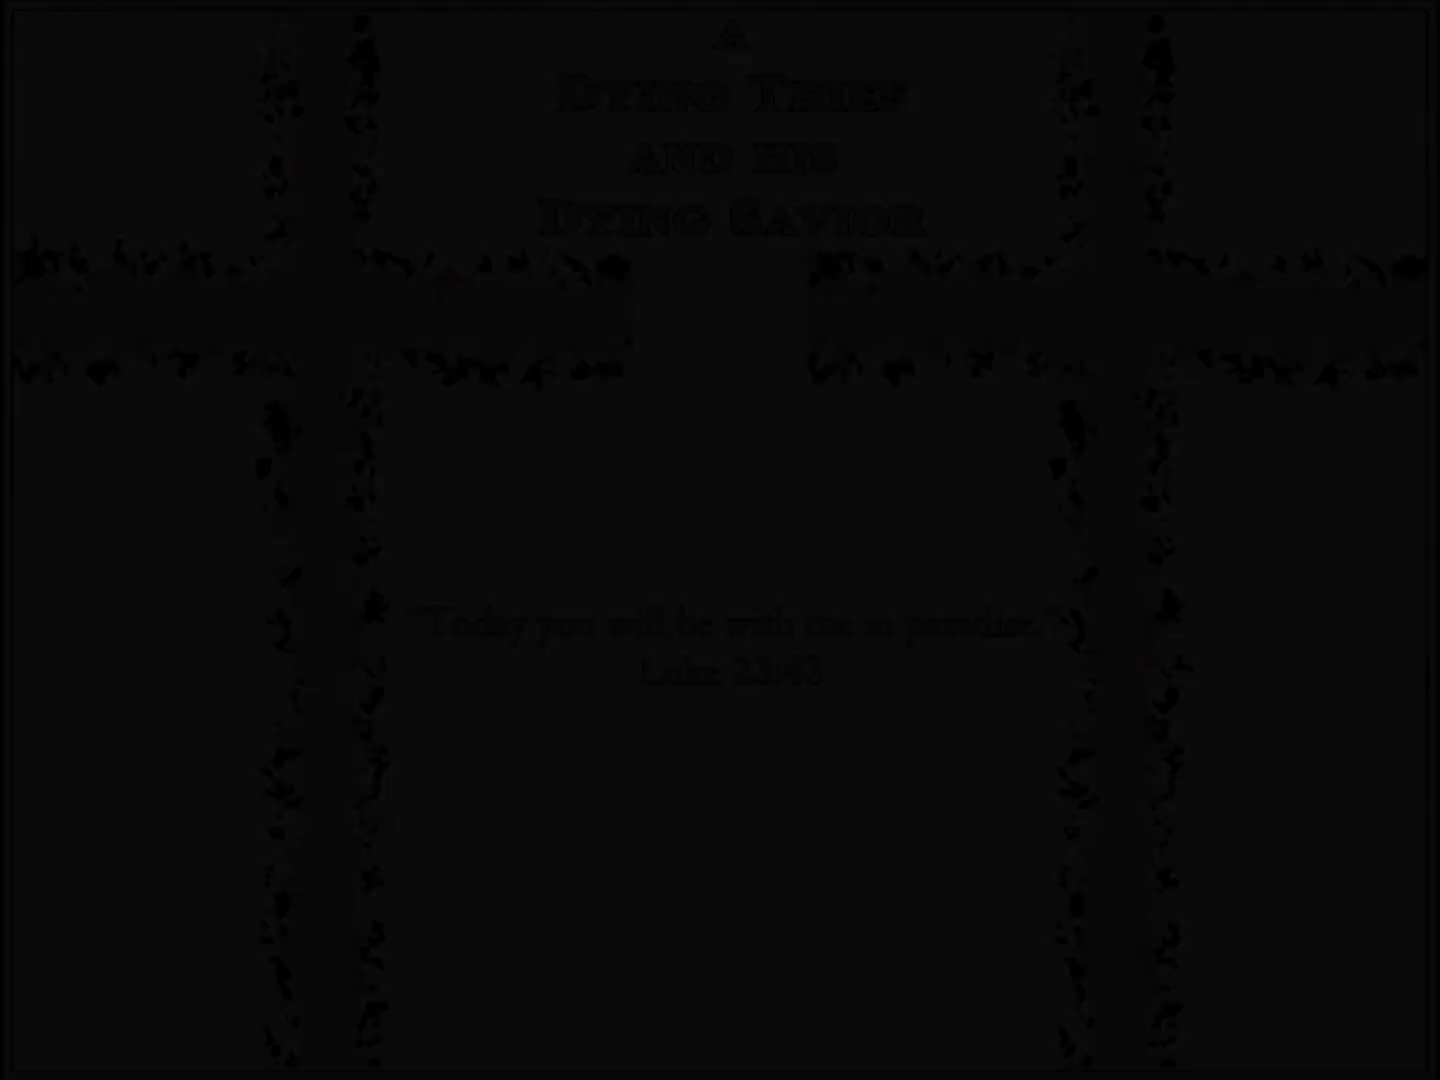 A
DYING THIEF
AND HIS
DYING SAVIOR
“Today you will be with me in paradise.”
Luke 23:43